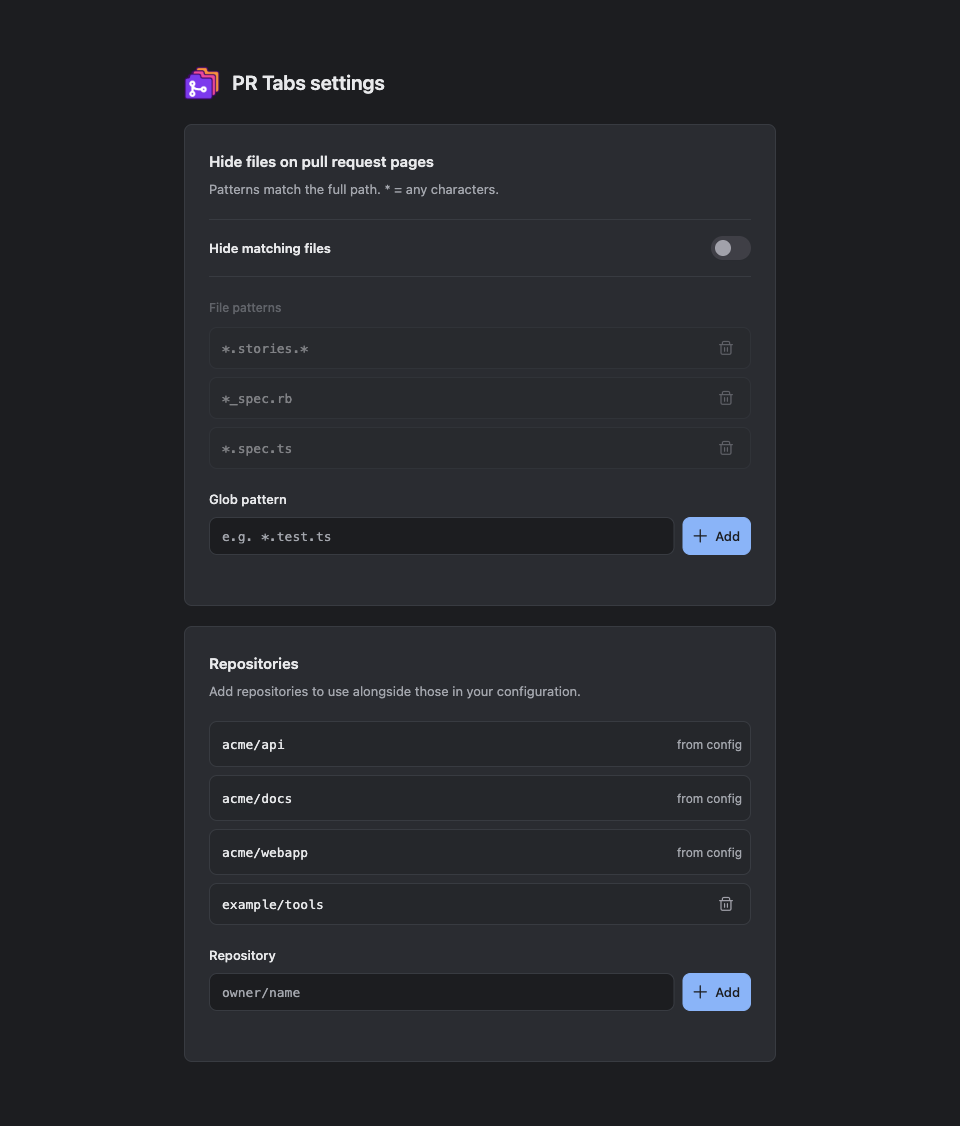 PR Tabs settings
Hide files on pull request pages
Patterns match the full path. * = any characters.
Hide matching files
File patterns
*.stories.*
*_spec.rb
*.spec.ts
Glob pattern
e.g. *.test.ts
Add
Repositories
Add repositories to use alongside those in your configuration.
acme/api from config
acme/docs from config
acme/webapp from config
example/tools
Repository
owner/name
Add